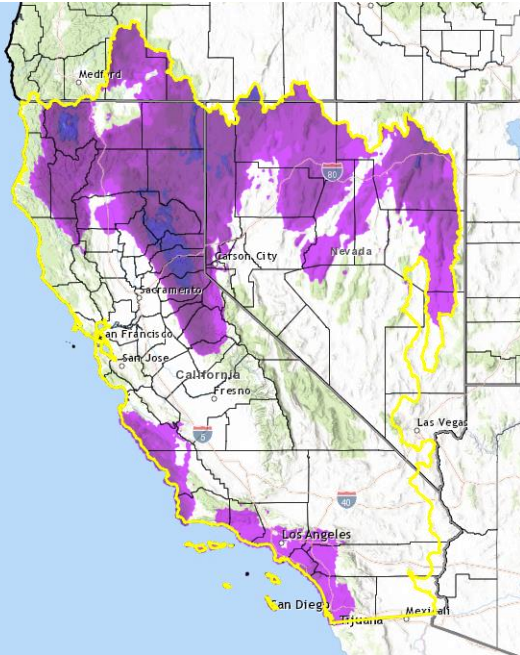 Medford
80
Carson City
Nevada
Sacramento
an Francisco
San Jose
California
Fresno
Las Vegas
5
40
Los Angeles
San Diego
Mexicali
Tijuana